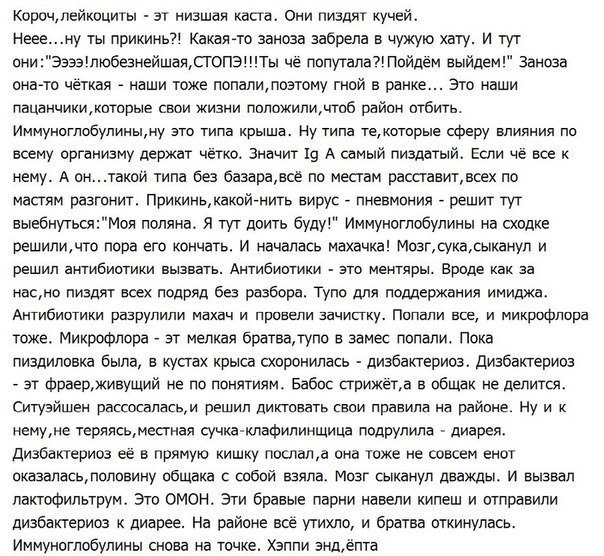 Короч,лейкоциты - эт низшая каста. Они пиздят кучей.
Неее...ну ты прикинь?! Какая-то заноза забрела в чужую хату. И тут
они:"Ээээ!любезнейшая,СТОПЭ!!!Ты чё попутала?!Пойдём выйдем!" Заноза
она-то чёткая - наши тоже попали,поэтому гной в ранке... Это наши
пацанчики,которые свои жизни положили,чтоб район отбить.
Иммуноглобулины,ну это типа крыша. Ну типа те,которые сферу влияния по
всему организму держат чётко. Значит Ig А самый пиздатый. Если чё все к
нему. А он...такой типа без базара,всё по местам расставит,всех по
мастям разгонит. Прикинь,какой-нить вирус - пневмония - решит тут
выебнуться:"Моя поляна. Я тут доить буду!" Иммуноглобулины на сходке
решили,что пора его кончать. И началась махачка! Мозг,сука,сыканул и
решил антибиотики вызвать. Антибиотики - это ментяры. Вроде как за
нас,но пиздят всех подряд без разбора. Тупо для поддержания имиджа.
Антибиотики разрулили махач и провели зачистку. Попали все, и микрофлора
тоже. Микрофлора - эт мелкая братва,тупо в замес попали. Пока
пиздиловка была, в кустах крыса схоронилась - дизбактериоз. Дизбактериоз
- эт фраер,живущий не по понятиям. Бабос стрижёт,а в общак не делится.
Ситуэйшен рассосалась,и решил диктовать свои правила на районе. Ну и к
нему,не теряясь,местная сучка-клафилинщица подрулила - диарея.
Дизбактериоз её в прямую кишку послал,а она тоже не совсем енот
оказалась,половину общака с собой взяла. Мозг сыканул дважды. И вызвал
лактофильтрум. Это ОМОН. Эти бравые парни навели кипеш и отправили
дизбактериоз к диарее. На районе всё утихло, и братва откинулась.
Иммуноглобулины снова на точке. Хэппи энд,ёпта